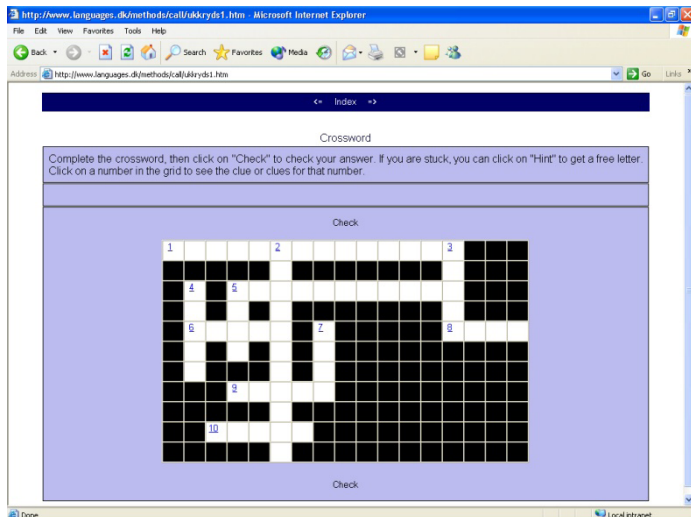 http://www.languages.dk/methods/call/ukkryds1.htm - Microsoft Internet Explorer
File Edit View Favorites Tools Help
Back Search Favorites Media
Address http://www.languages.dk/methods/call/ukkryds1.htm Go Links »
<= Index =>
Crossword
Complete the crossword, then click on "Check" to check your answer. If you are stuck, you can click on "Hint" to get a free letter.
Click on a number in the grid to see the clue or clues for that number.
Check
1 2 3
4 5
6 7 8
9
10
Check
Done Local intranet